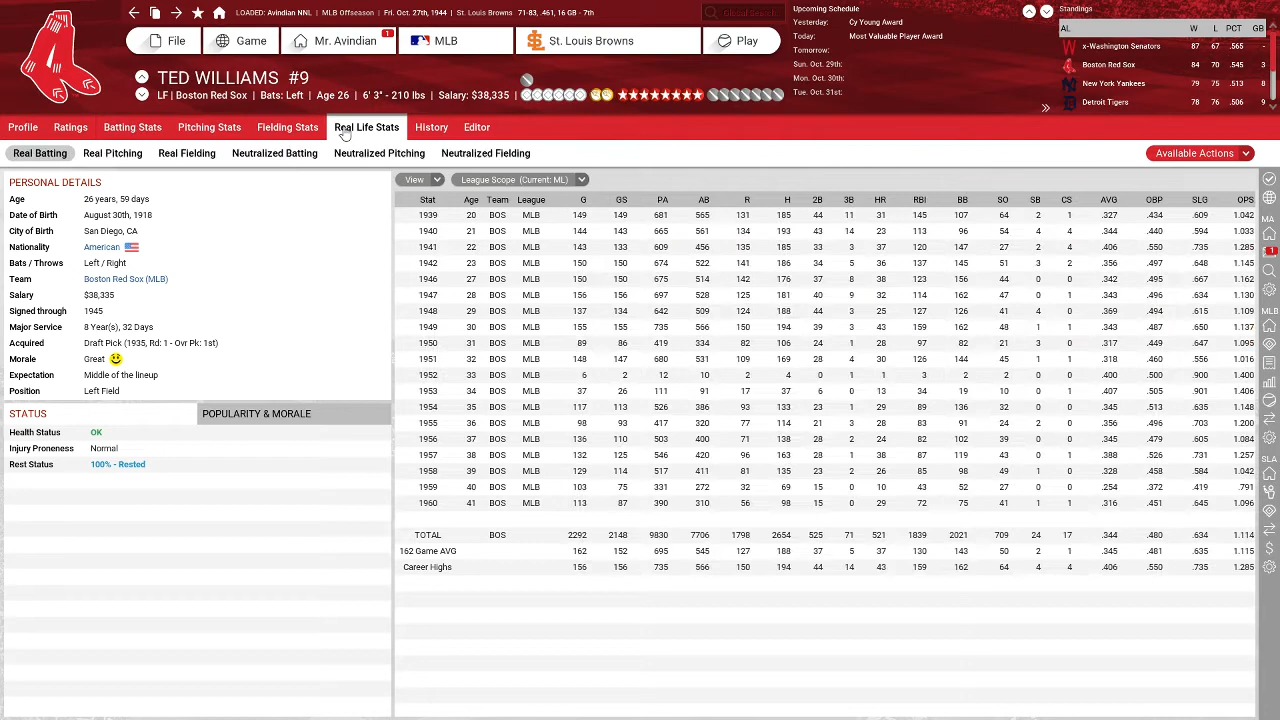 LOADED: Avindian NNL | MLB Offseason | Fri. Oct. 27th, 1944 | St. Louis Browns 71-83, .461, 16 GB - 7th
Global Search
Upcoming Schedule
Yesterday: Cy Young Award
Today: Most Valuable Player Award
Tomorrow:
Sun. Oct. 29th:
Mon. Oct. 30th:
Tue. Oct. 31st:
Standings
AL W L PCT GB
x-Washington Senators 87 67 .565 -
Boston Red Sox 84 70 .545 3
New York Yankees 79 75 .513 8
Detroit Tigers 78 76 .506 9
File Game Mr. Avindian 1 MLB St. Louis Browns Play
TED WILLIAMS #9
LF | Boston Red Sox | Bats: Left | Age 26 | 6' 3" - 210 lbs | Salary: $38,335
Profile Ratings Batting Stats Pitching Stats Fielding Stats Real Life Stats History Editor
Real Batting Real Pitching Real Fielding Neutralized Batting Neutralized Pitching Neutralized Fielding Available Actions
PERSONAL DETAILS
Age 26 years, 59 days
Date of Birth August 30th, 1918
City of Birth San Diego, CA
Nationality American
Bats / Throws Left / Right
Team Boston Red Sox (MLB)
Salary $38,335
Signed through 1945
Major Service 8 Year(s), 32 Days
Acquired Draft Pick (1935, Rd: 1 - Ovr Pk: 1st)
Morale Great
Expectation Middle of the lineup
Position Left Field
STATUS POPULARITY & MORALE
Health Status OK
Injury Proneness Normal
Rest Status 100% - Rested
View League Scope (Current: ML)
Stat Age Team League G GS PA AB R H 2B 3B HR RBI BB SO SB CS AVG OBP SLG OPS
1939 20 BOS MLB 149 149 681 565 131 185 44 11 31 145 107 64 2 1 .327 .434 .609 1.042
1940 21 BOS MLB 144 143 665 561 134 193 43 14 23 113 96 54 4 4 .344 .440 .594 1.033
1941 22 BOS MLB 143 133 609 456 135 185 33 3 37 120 147 27 2 4 .406 .550 .735 1.285
1942 23 BOS MLB 150 150 674 522 141 186 34 5 36 137 145 51 3 2 .356 .497 .648 1.145
1946 27 BOS MLB 150 150 675 514 142 176 37 8 38 123 156 44 0 0 .342 .495 .667 1.162
1947 28 BOS MLB 156 156 697 528 125 181 40 9 32 114 162 47 0 1 .343 .496 .634 1.130
1948 29 BOS MLB 137 134 642 509 124 188 44 3 25 127 126 41 4 0 .369 .494 .615 1.109
1949 30 BOS MLB 155 155 735 566 150 194 39 3 43 159 162 48 1 1 .343 .487 .650 1.137
1950 31 BOS MLB 89 86 419 334 82 106 24 1 28 97 82 21 3 0 .317 .449 .647 1.095
1951 32 BOS MLB 148 147 680 531 109 169 28 4 30 126 144 45 1 1 .318 .460 .556 1.016
1952 33 BOS MLB 6 2 12 10 2 4 0 1 1 3 2 2 0 0 .400 .500 .900 1.400
1953 34 BOS MLB 37 26 111 91 17 37 6 0 13 34 19 10 0 1 .407 .505 .901 1.406
1954 35 BOS MLB 117 113 526 386 93 133 23 1 29 89 136 32 0 0 .345 .513 .635 1.148
1955 36 BOS MLB 98 93 417 320 77 114 21 3 28 83 91 24 2 0 .356 .496 .703 1.200
1956 37 BOS MLB 136 110 503 400 71 138 28 2 24 82 102 39 0 0 .345 .479 .605 1.084
1957 38 BOS MLB 132 125 546 420 96 163 28 1 38 87 119 43 0 1 .388 .526 .731 1.257
1958 39 BOS MLB 129 114 517 411 81 135 23 2 26 85 98 49 1 0 .328 .458 .584 1.042
1959 40 BOS MLB 103 75 331 272 32 69 15 0 10 43 52 27 0 0 .254 .372 .419 .791
1960 41 BOS MLB 113 87 390 310 56 98 15 0 29 72 75 41 1 1 .316 .451 .645 1.096
TOTAL BOS 2292 2148 9830 7706 1798 2654 525 71 521 1839 2021 709 24 17 .344 .480 .634 1.114
162 Game AVG 162 152 695 545 127 188 37 5 37 130 143 50 2 1 .345 .481 .635 1.115
Career Highs 156 156 735 566 150 194 44 14 43 159 162 64 4 4 .406 .550 .735 1.285
MA
1
MLB
SLA